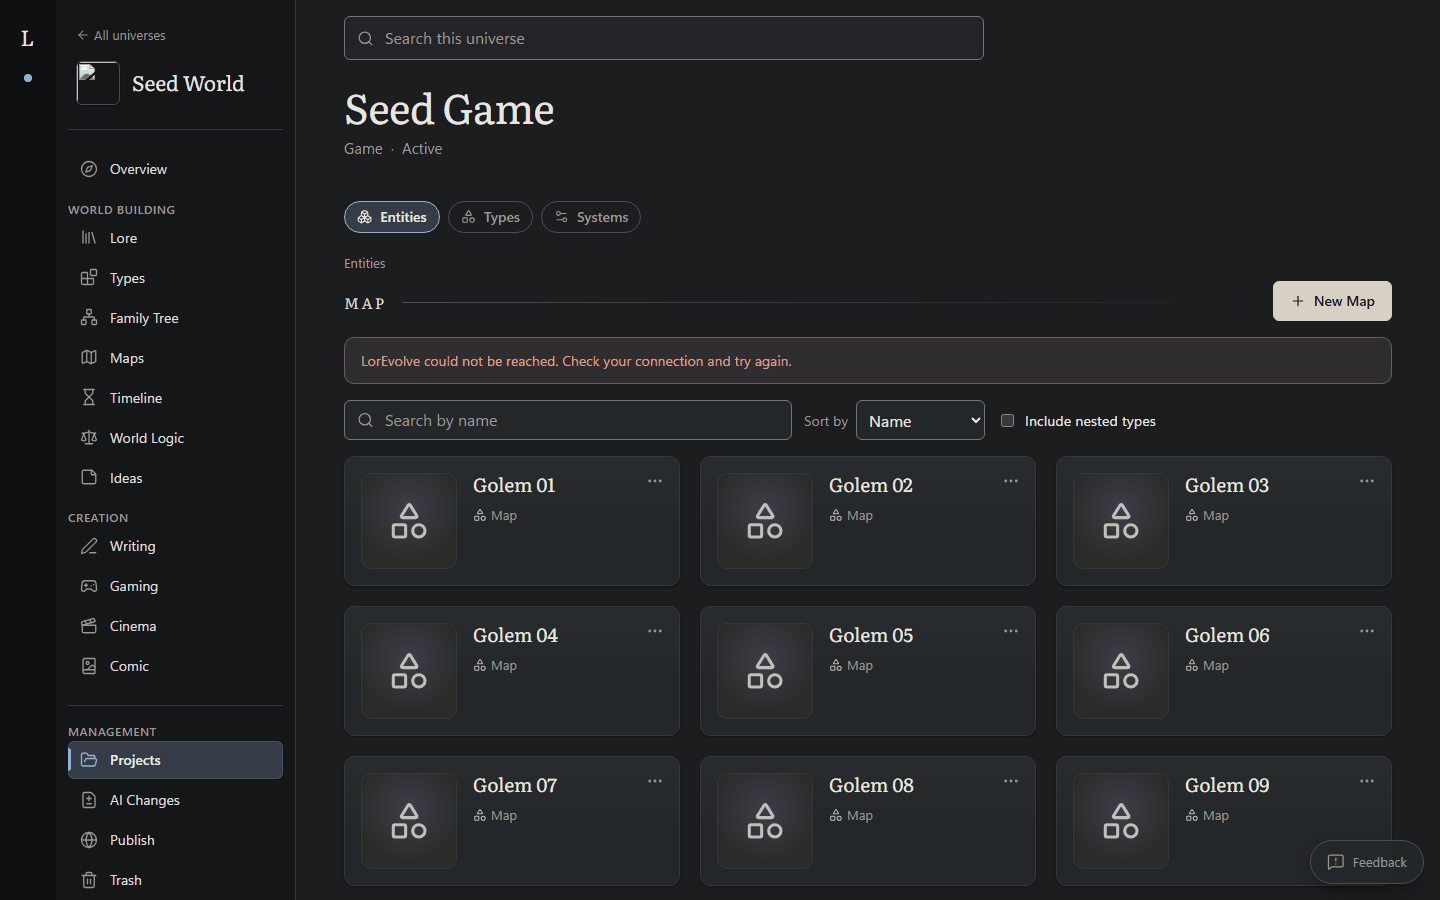 L
All universes
Seed World
Overview
WORLD BUILDING
Lore
Types
Family Tree
Maps
Timeline
World Logic
Ideas
CREATION
Writing
Gaming
Cinema
Comic
MANAGEMENT
Projects
AI Changes
Publish
Trash
Search this universe
Seed Game
Game · Active
Entities
Types
Systems
Entities
MAP
New Map
LorEvolve could not be reached. Check your connection and try again.
Search by name
Sort by
Name
Include nested types
Golem 01
Map
Golem 02
Map
Golem 03
Map
Golem 04
Map
Golem 05
Map
Golem 06
Map
Golem 07
Map
Golem 08
Map
Golem 09
Map
Feedback